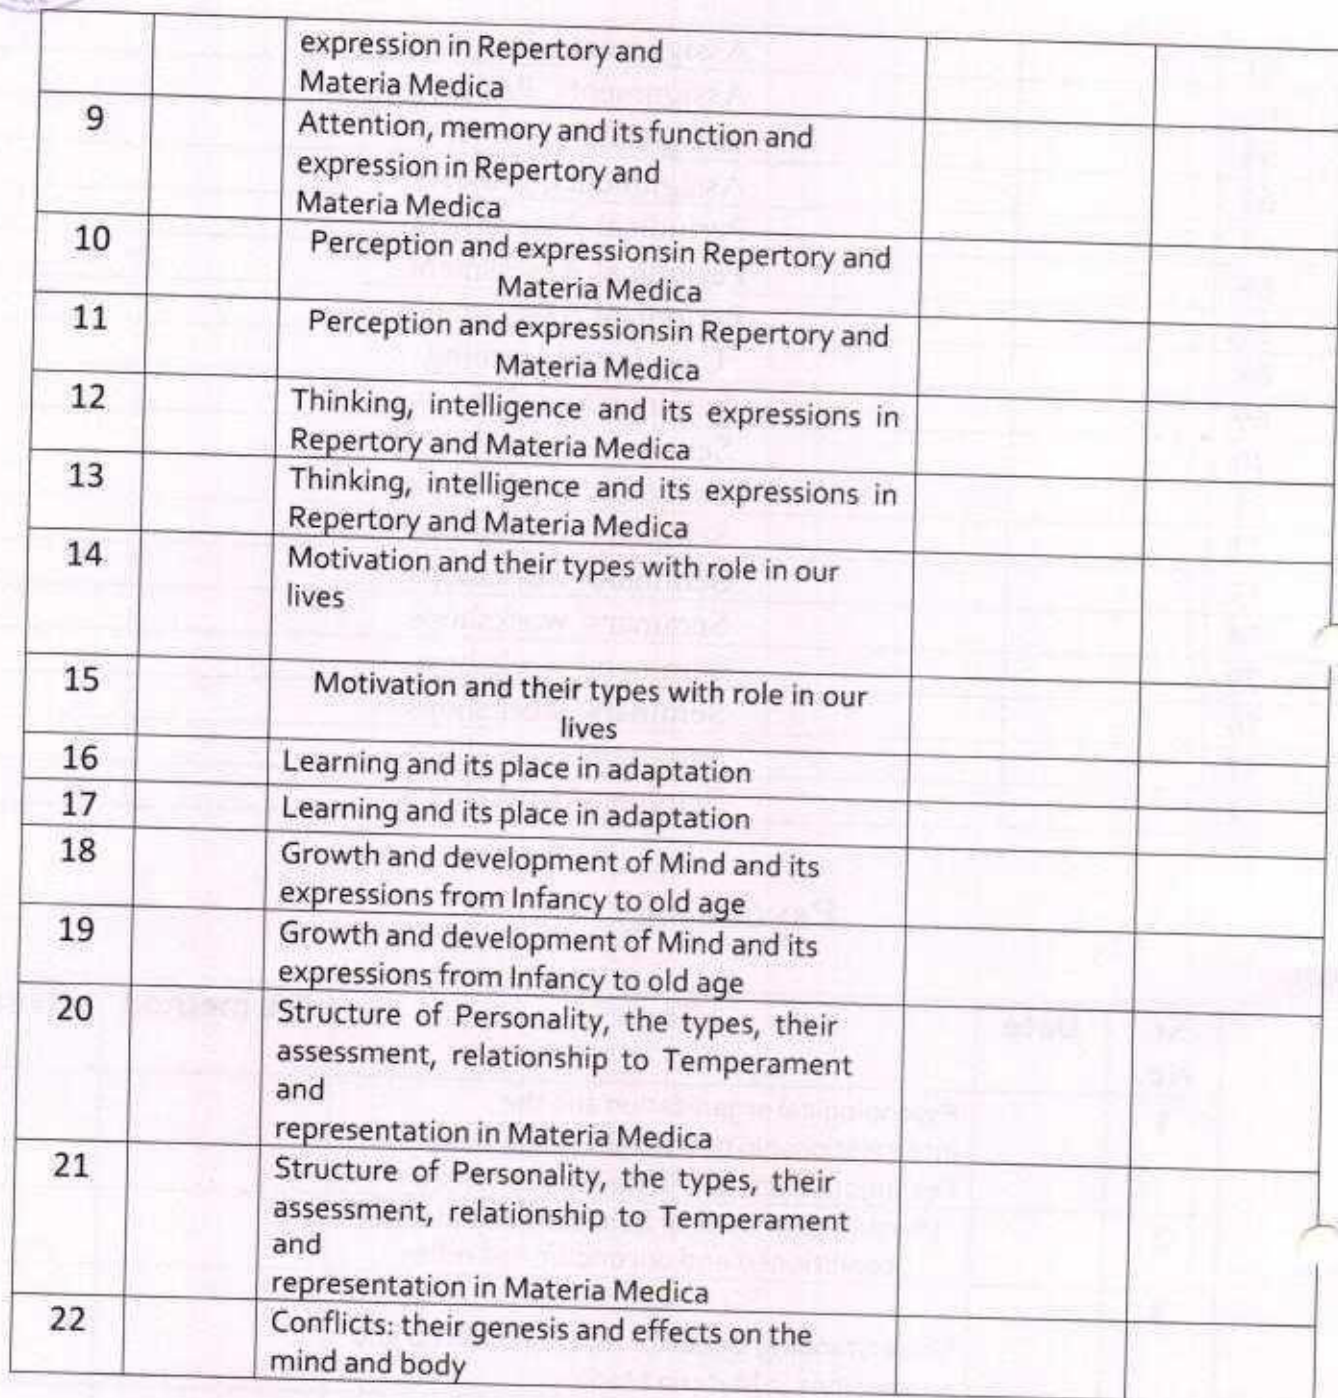 expression in Repertory and
Materia Medica
9 Attention, memory and its function and
expression in Repertory and
Materia Medica
10 Perception and expressionsin Repertory and
Materia Medica
11 Perception and expressionsin Repertory and
Materia Medica
12 Thinking, intelligence and its expressions in
Repertory and Materia Medica
13 Thinking, intelligence and its expressions in
Repertory and Materia Medica
14 Motivation and their types with role in our
lives
15 Motivation and their types with role in our
lives
16 Learning and its place in adaptation
17 Learning and its place in adaptation
18 Growth and development of Mind and its
expressions from Infancy to old age
19 Growth and development of Mind and its
expressions from Infancy to old age
20 Structure of Personality, the types, their
assessment, relationship to Temperament
and
representation in Materia Medica
21 Structure of Personality, the types, their
assessment, relationship to Temperament
and
representation in Materia Medica
22 Conflicts: their genesis and effects on the
mind and body